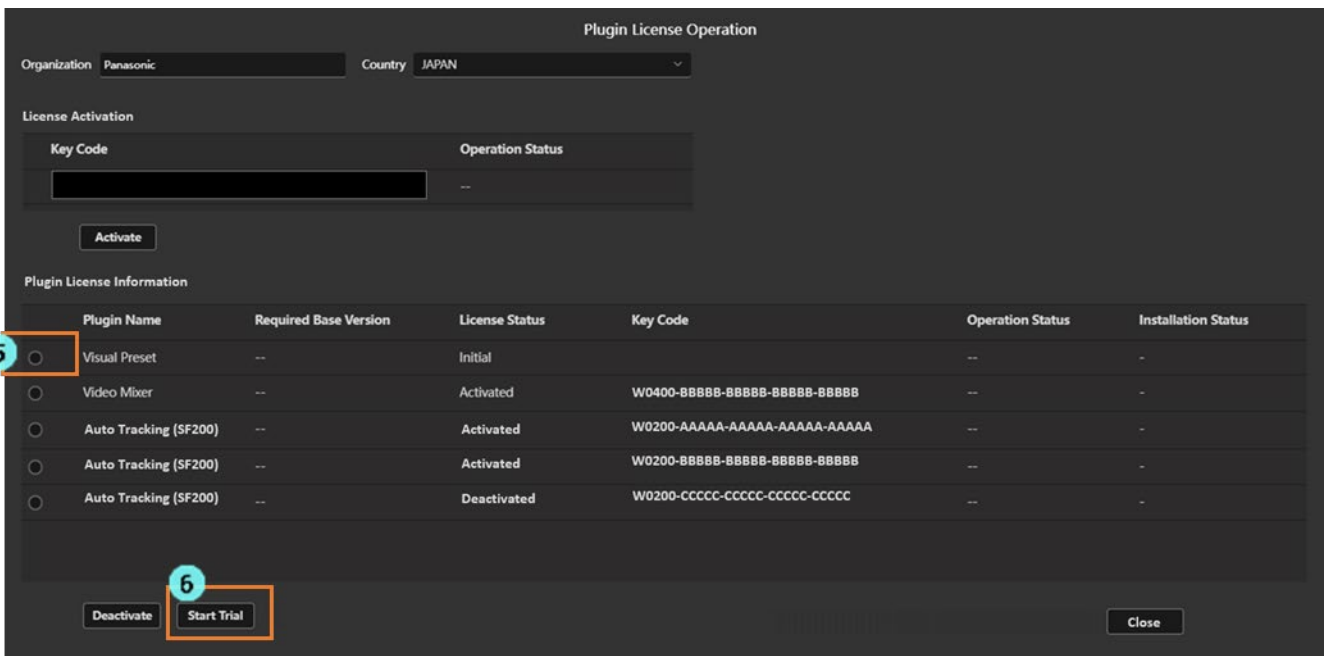 Plugin License Operation
Organization Panasonic Country JAPAN
License Activation
Key Code Operation Status
--
Activate
Plugin License Information
Plugin Name Required Base Version License Status Key Code Operation Status Installation Status
5 Visual Preset -- Initial -- -
Video Mixer -- Activated W0400-BBBBB-BBBBB-BBBBB-BBBBB -- -
Auto Tracking (SF200) -- Activated W0200-AAAAA-AAAAA-AAAAA-AAAAA -- -
Auto Tracking (SF200) -- Activated W0200-BBBBB-BBBBB-BBBBB-BBBBB -- -
Auto Tracking (SF200) -- Deactivated W0200-CCCCC-CCCCC-CCCCC-CCCCC -- -
6
Deactivate Start Trial Close